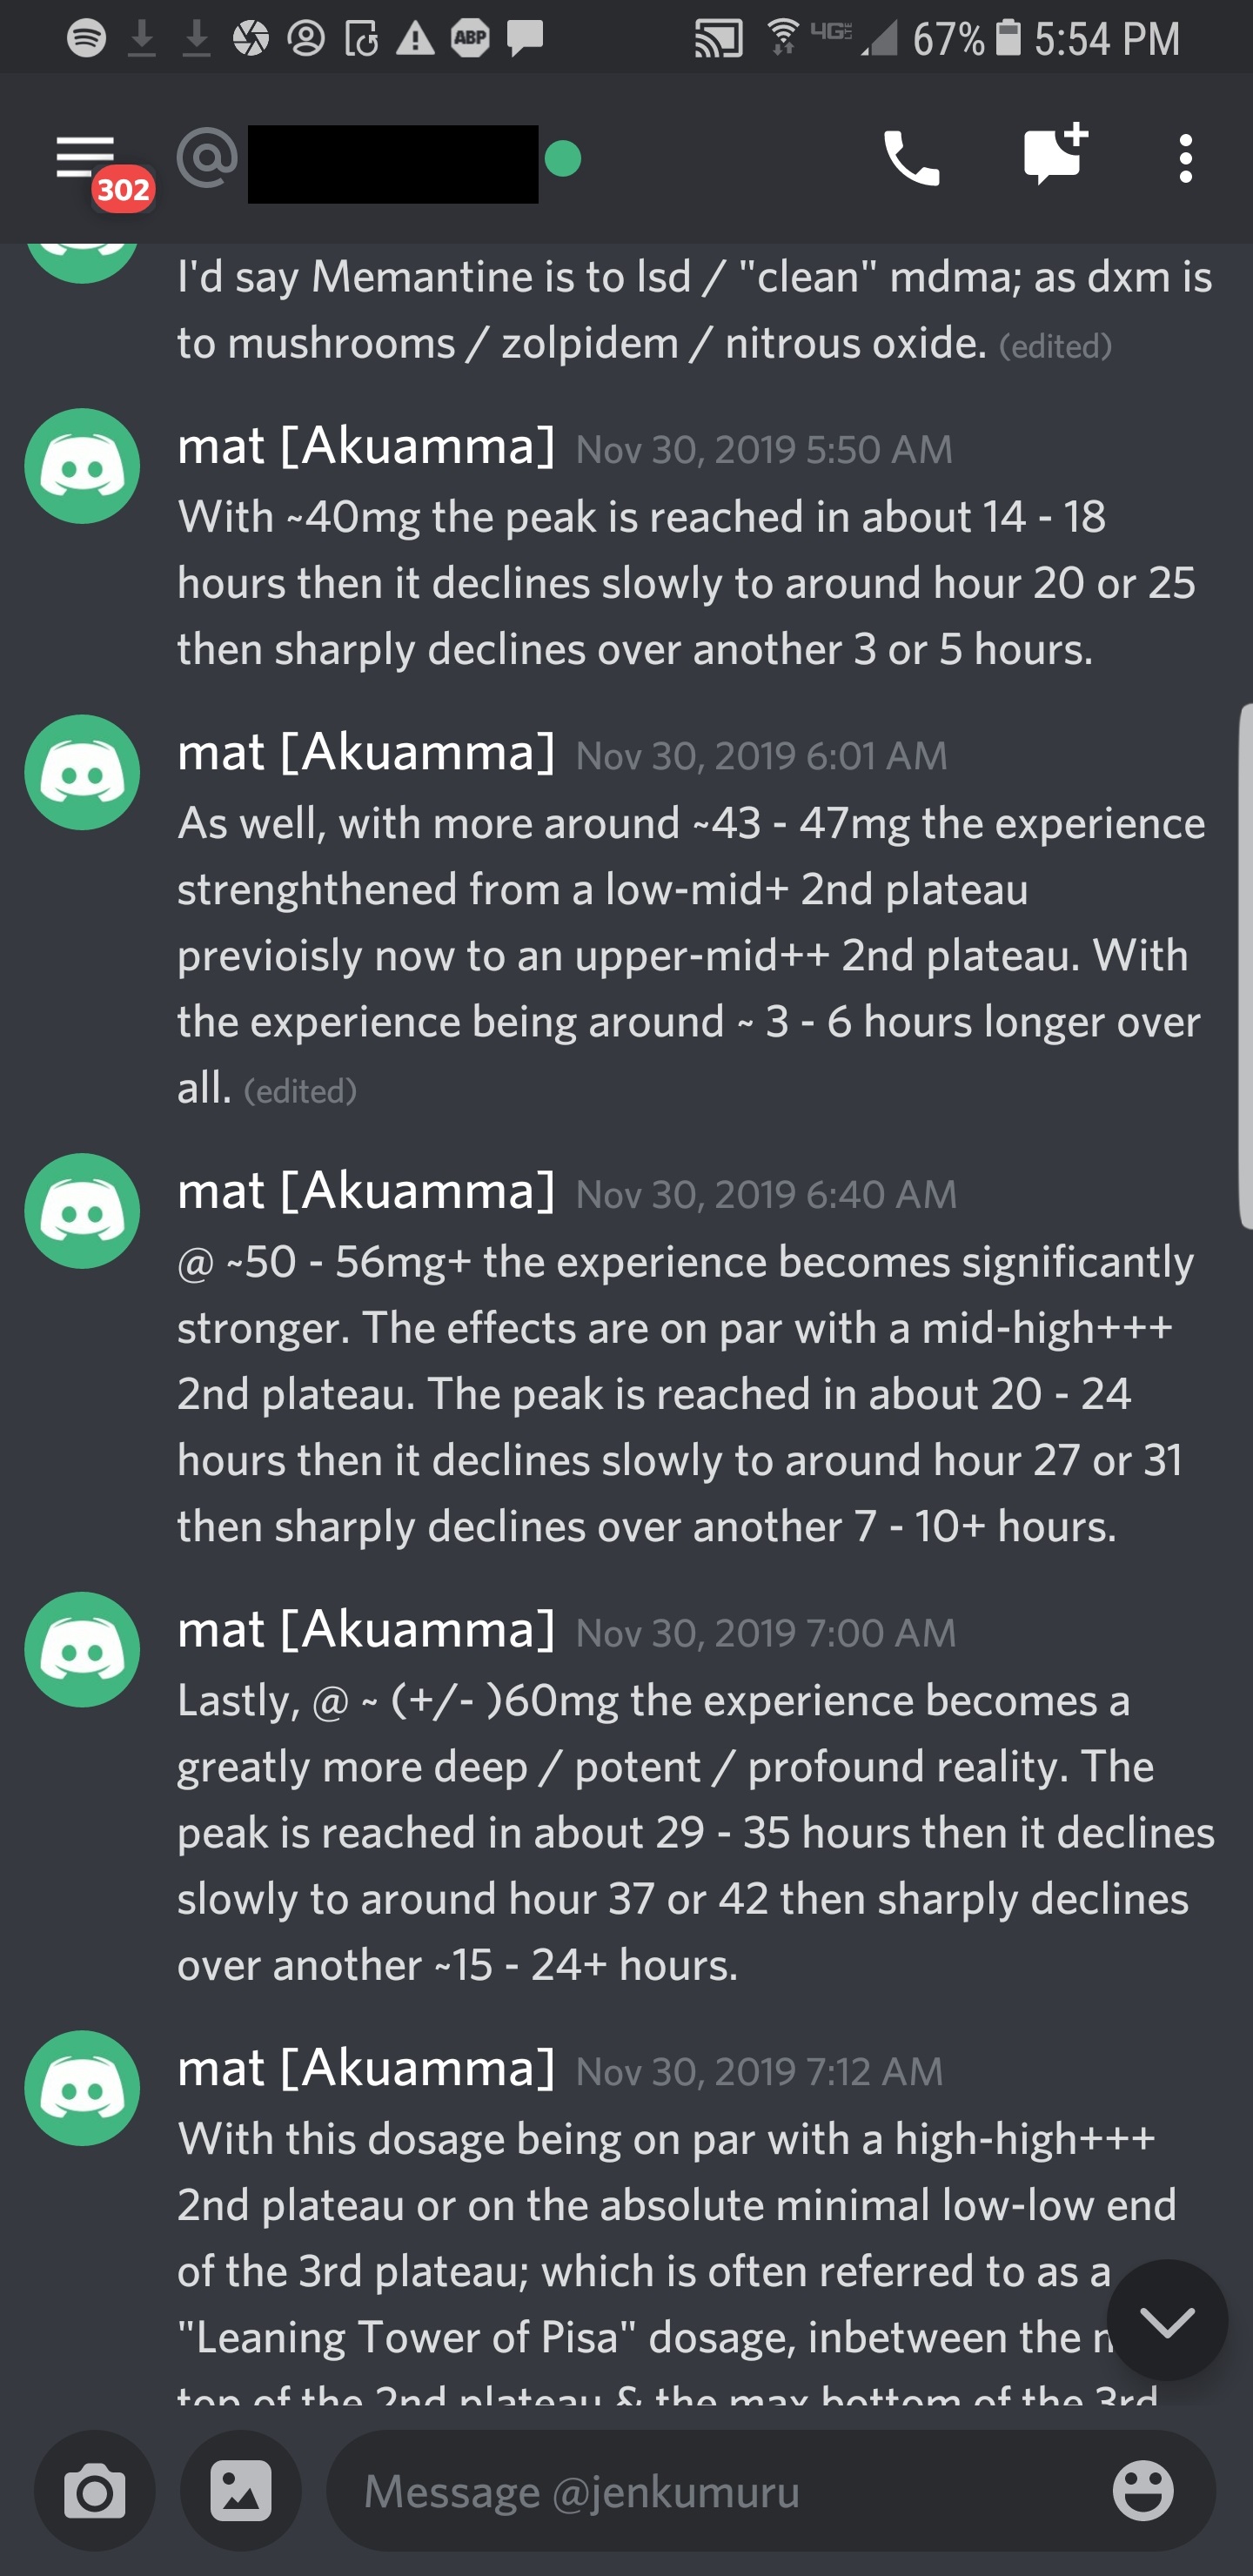 ABP 4G LTE 67% 5:54 PM
302 @
I'd say Memantine is to lsd / "clean" mdma; as dxm is
to mushrooms / zolpidem / nitrous oxide. (edited)
mat [Akuamma] Nov 30, 2019 5:50 AM
With ~40mg the peak is reached in about 14 - 18
hours then it declines slowly to around hour 20 or 25
then sharply declines over another 3 or 5 hours.
mat [Akuamma] Nov 30, 2019 6:01 AM
As well, with more around ~43 - 47mg the experience
strenghthened from a low-mid+ 2nd plateau
previoisly now to an upper-mid++ 2nd plateau. With
the experience being around ~ 3 - 6 hours longer over
all. (edited)
mat [Akuamma] Nov 30, 2019 6:40 AM
@ ~50 - 56mg+ the experience becomes significantly
stronger. The effects are on par with a mid-high+++
2nd plateau. The peak is reached in about 20 - 24
hours then it declines slowly to around hour 27 or 31
then sharply declines over another 7 - 10+ hours.
mat [Akuamma] Nov 30, 2019 7:00 AM
Lastly, @ ~ (+/- )60mg the experience becomes a
greatly more deep / potent / profound reality. The
peak is reached in about 29 - 35 hours then it declines
slowly to around hour 37 or 42 then sharply declines
over another ~15 - 24+ hours.
mat [Akuamma] Nov 30, 2019 7:12 AM
With this dosage being on par with a high-high+++
2nd plateau or on the absolute minimal low-low end
of the 3rd plateau; which is often referred to as a
"Leaning Tower of Pisa" dosage, inbetween the
top of the 2nd plateau & the max bottom of the 3rd
Message @jenkumuru